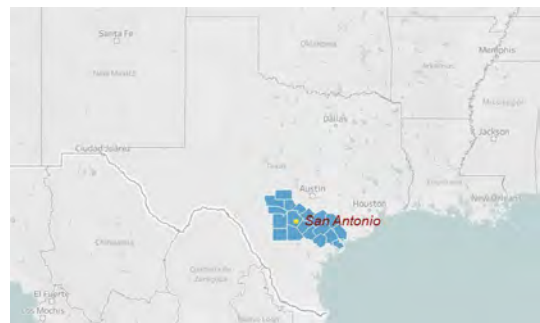 Santa Fe
Oklahoma
Memphis
New Mexico
Arkansas
Mississippi
Dallas
Jackson
Ciudad Juárez
Texas
Louisiana
Austin
New Orleans
Houston
San Antonio
Chihuahua
Coahuila de
Zaragoza
El Fuerte
Los Mochis
Nuevo León